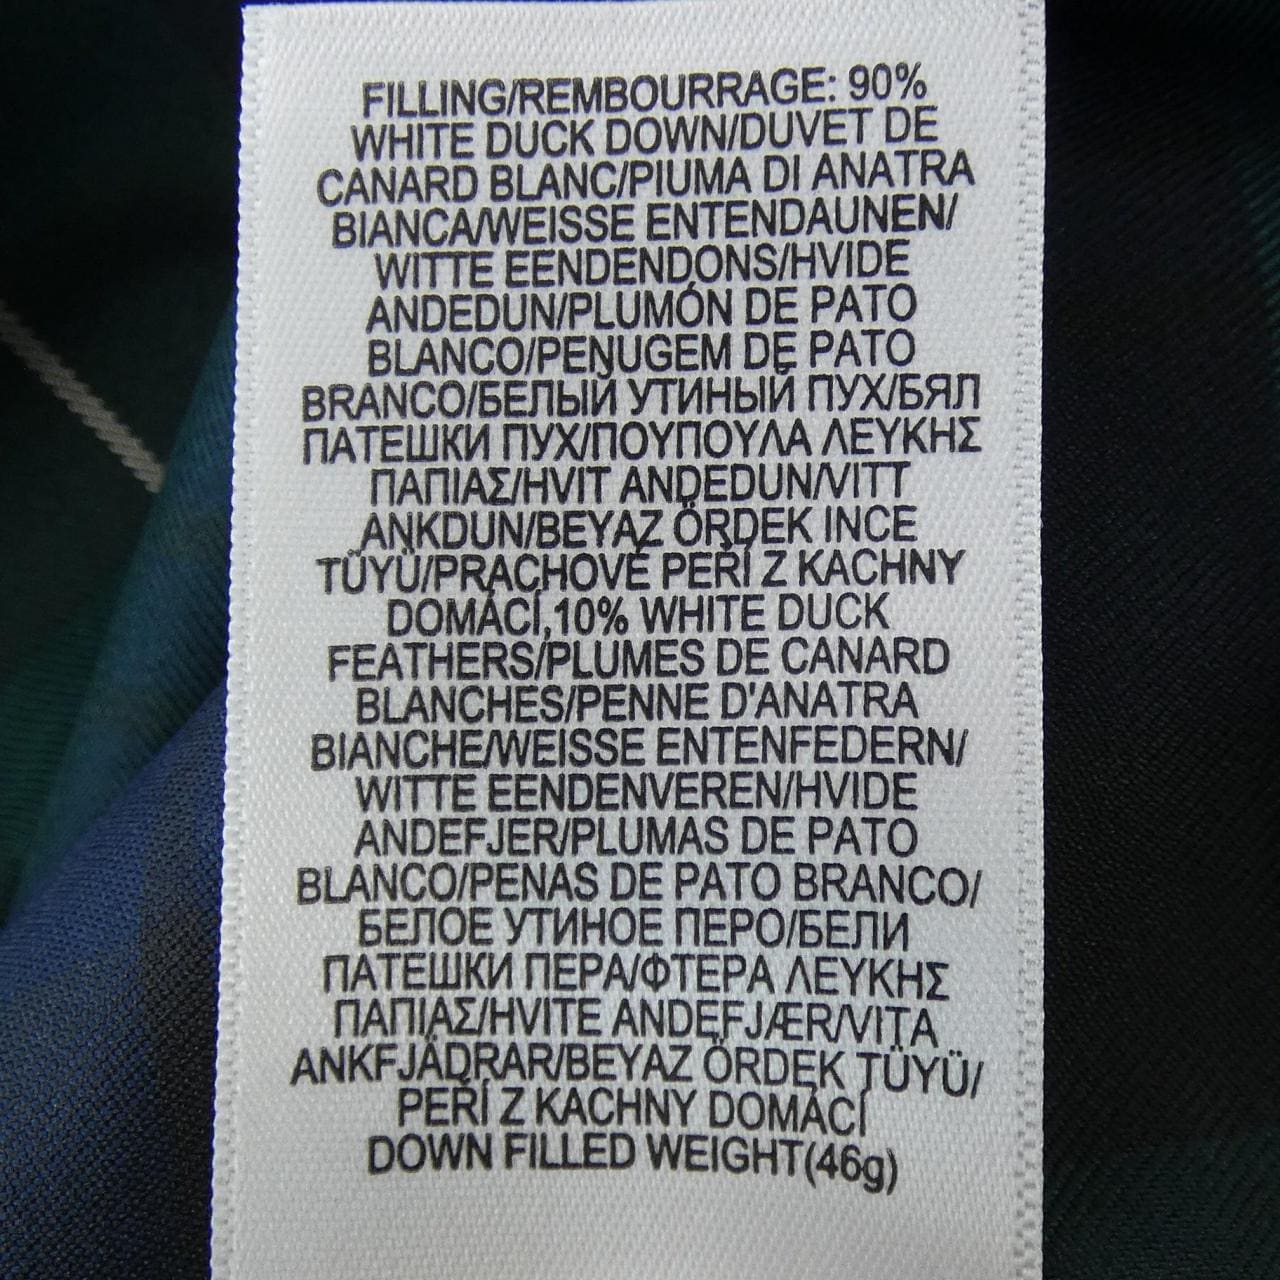 FILLING/REMBOURRAGE: 90%
WHITE DUCK DOWN/DUVET DE
CANARD BLANC/PIUMA DI ANATRA
BIANCA/WEISSE ENTENDAUNEN/
WITTE EENDENDONS/HVIDE
ANDEDUN/PLUMÓN DE PATO
BLANCO/PENUGEM DE PATO
BRANCO/БЕЛЫЙ УТИНЫЙ ПУХ/БЯЛ
ПАТЕШКИ ПУХ/ΠΟΥΠΟΥΛΑ ΛΕΥΚΗΣ
ΠΑΠΙΑΣ/HVIT ANDEDUN/VITT
ANKDUN/BEYAZ ÖRDEK INCE
TÜYÜ/PRACHOVÉ PEŘÍ Z KACHNY
DOMÁCÍ,10% WHITE DUCK
FEATHERS/PLUMES DE CANARD
BLANCHES/PENNE D'ANATRA
BIANCHE/WEISSE ENTENFEDERN/
WITTE EENDENVEREN/HVIDE
ANDEFJER/PLUMAS DE PATO
BLANCO/PENAS DE PATO BRANCO/
БЕЛОЕ УТИНОЕ ПЕРО/БЕЛИ
ПАТЕШКИ ПЕРА/ΦΤΕΡΑ ΛΕΥΚΗΣ
ΠΑΠΙΑΣ/HVITE ANDEFJÆR/VITA
ANKFJÄDRAR/BEYAZ ÖRDEK TÜYÜ/
PEŘÍ Z KACHNY DOMÁCÍ
DOWN FILLED WEIGHT(46g)